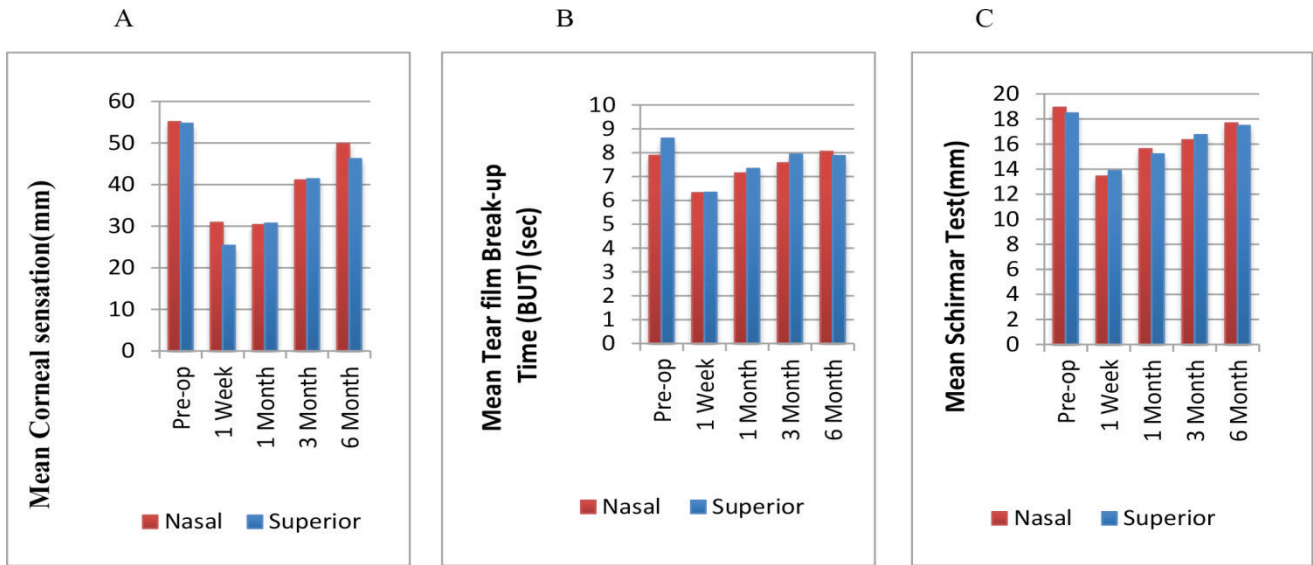 A
Mean Corneal sensation(mm)
60
50
40
30
20
10
0
Pre-op
1 Week
1 Month
3 Month
6 Month
Nasal Superior
B
Mean Tear film Break-up
Time (BUT) (sec)
10
9
8
7
6
5
4
3
2
1
0
Pre-op
1 Week
1 Month
3 Month
6 Month
Nasal Superior
C
Mean Schirmar Test(mm)
20
18
16
14
12
10
8
6
4
2
0
Pre-op
1 Week
1 Month
3 Month
6 Month
Nasal Superior